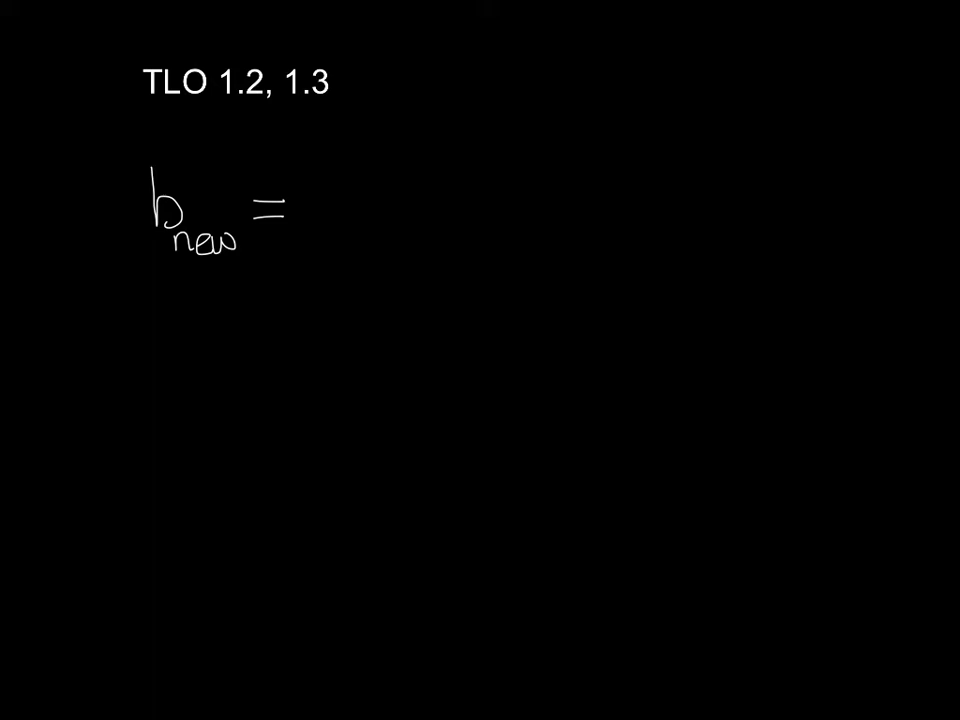 TLO 1.2, 1.3
b_new =